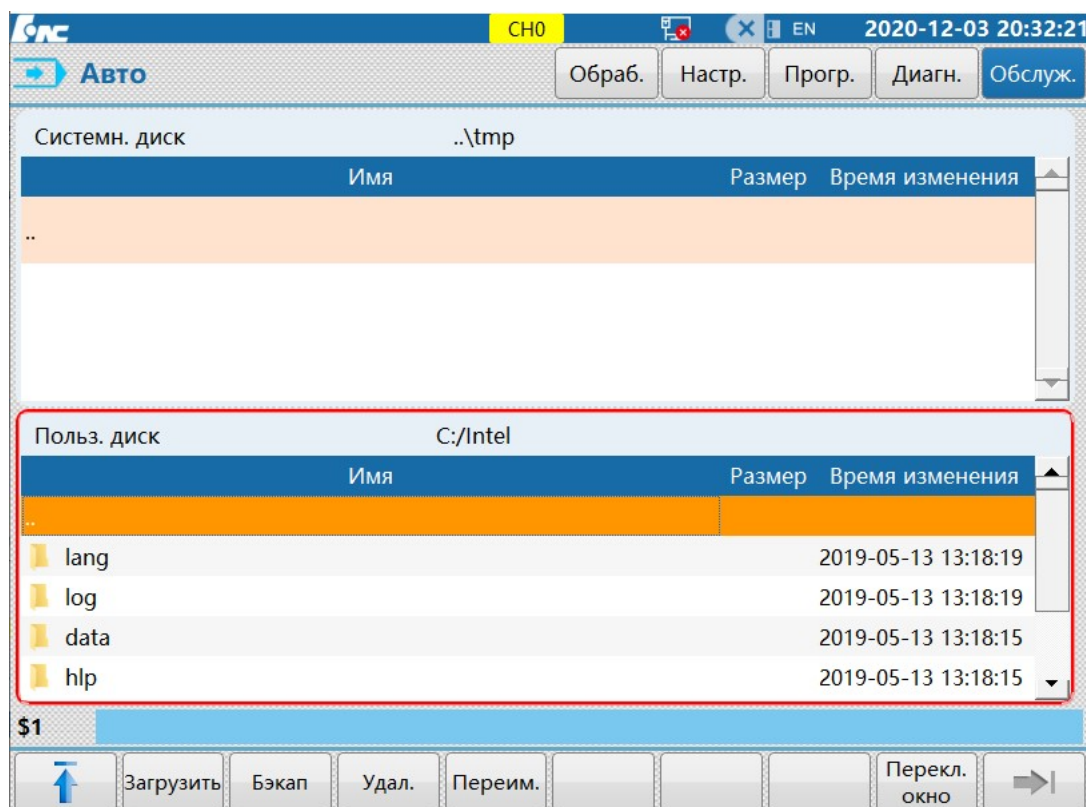 HNC CH0 EN 2020-12-03 20:32:21
Авто Обраб. Настр. Прогр. Диагн. Обслуж.
Системн. диск ..\tmp
Имя Размер Время изменения
..
Польз. диск C:/Intel
Имя Размер Время изменения
..
lang 2019-05-13 13:18:19
log 2019-05-13 13:18:19
data 2019-05-13 13:18:15
hlp 2019-05-13 13:18:15
$1
Загрузить Бэкап Удал. Переим. Перекл.
окно